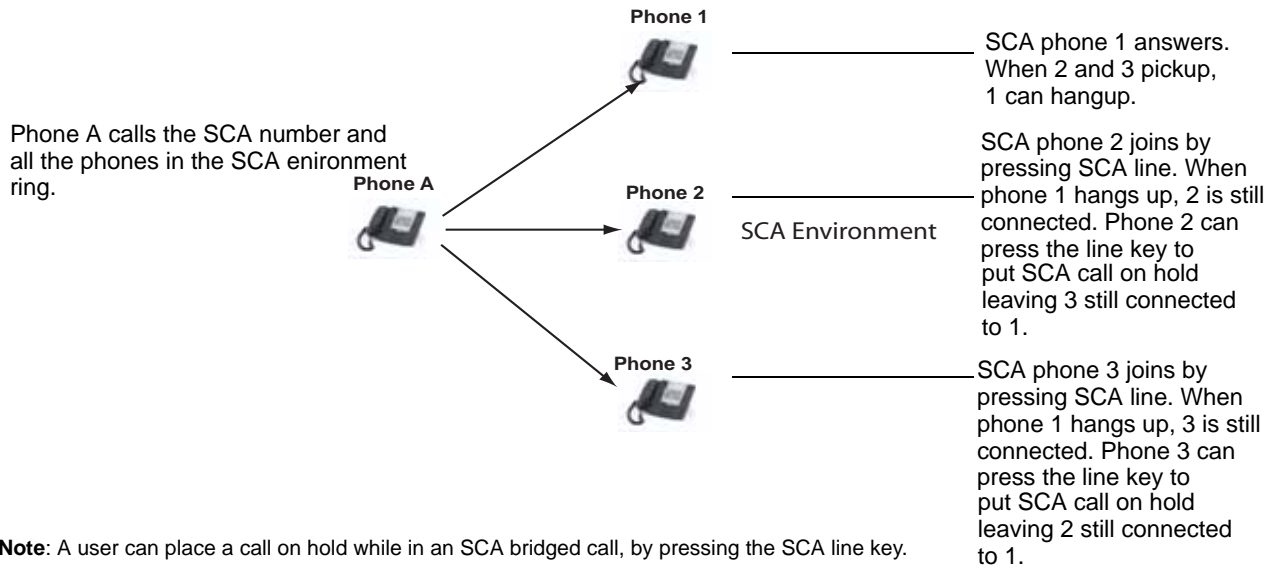 Phone 1
SCA phone 1 answers.
When 2 and 3 pickup,
1 can hangup.
Phone A calls the SCA number and
all the phones in the SCA enironment
ring.
Phone A
Phone 2
SCA Environment
SCA phone 2 joins by
pressing SCA line. When
phone 1 hangs up, 2 is still
connected. Phone 2 can
press the line key to
put SCA call on hold
leaving 3 still connected
to 1.
Phone 3
SCA phone 3 joins by
pressing SCA line. When
phone 1 hangs up, 3 is still
connected. Phone 3 can
press the line key to
put SCA call on hold
leaving 2 still connected
to 1.
Note: A user can place a call on hold while in an SCA bridged call, by pressing the SCA line key.